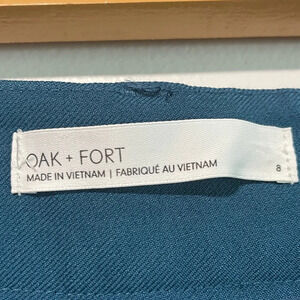 OAK + FORT
MADE IN VIETNAM | FABRIQUÉ AU VIETNAM 8